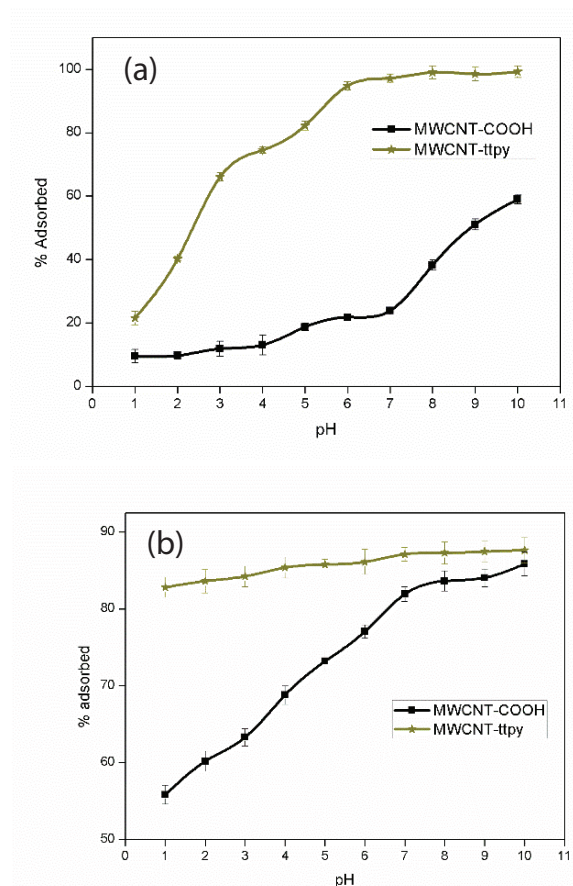 (a)
100
80
60
40
20
0
% Adsorbed
MWCNT-COOH
MWCNT-ttpy
0 1 2 3 4 5 6 7 8 9 10 11
pH
(b)
90
80
70
60
50
% adsorbed
MWCNT-COOH
MWCNT-ttpy
0 1 2 3 4 5 6 7 8 9 10 11
pH